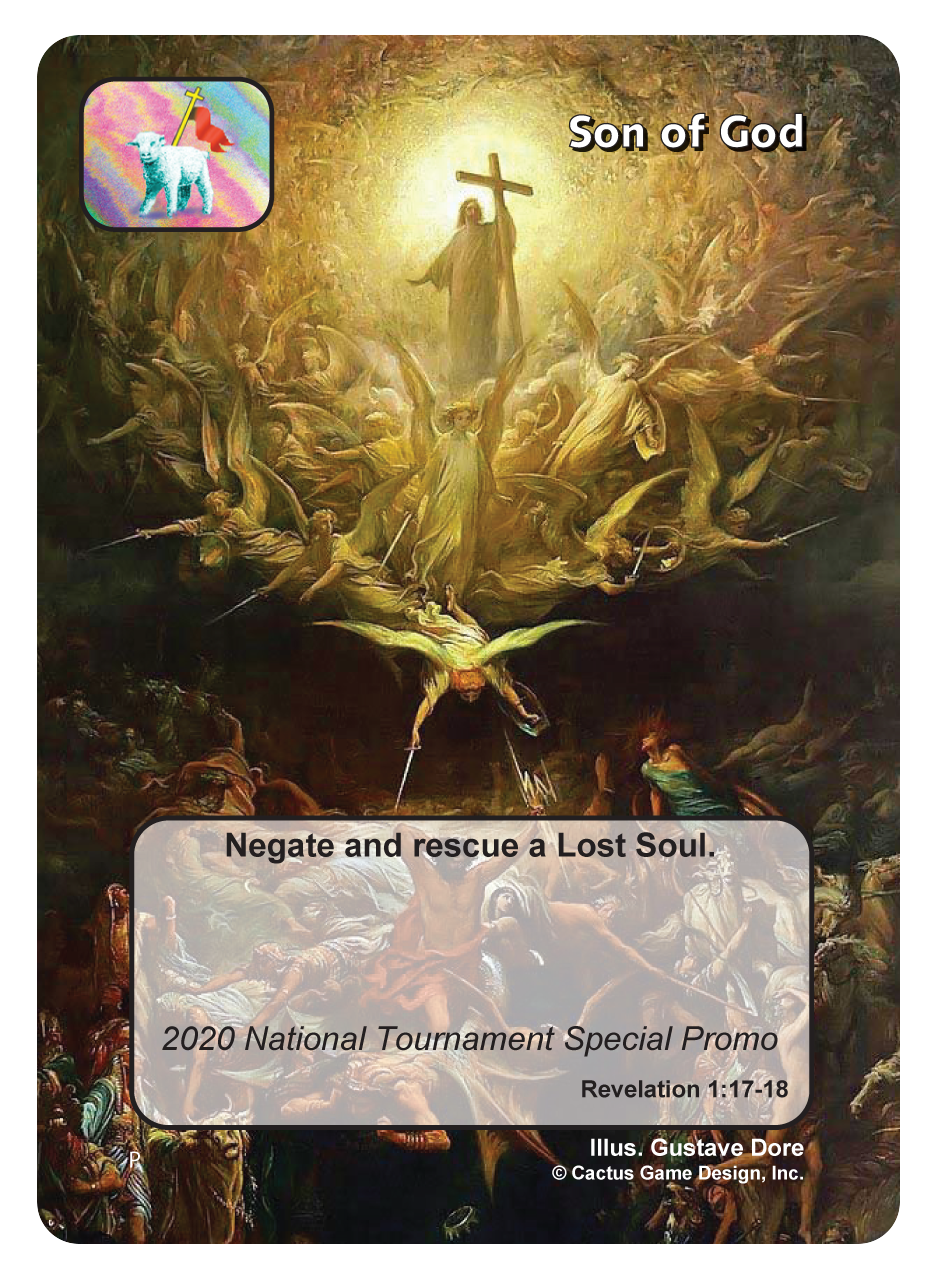 Son of God
Negate and rescue a Lost Soul.
2020 National Tournament Special Promo
Revelation 1:17-18
P
Illus. Gustave Dore
© Cactus Game Design, Inc.